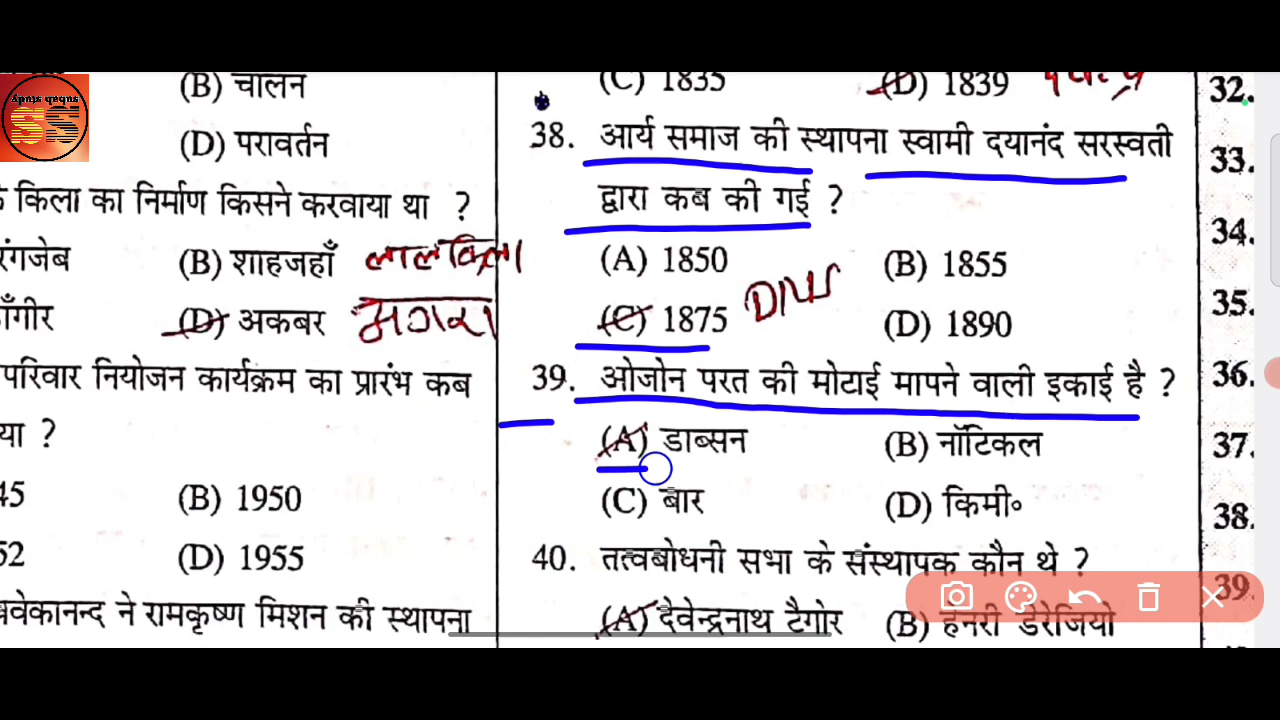 (B) चालन
(D) परावर्तन
किला का निर्माण किसने करवाया था ?
रंगजेब (B) शाहजहाँ लालकिला
हाँगीर (D) अकबर
परिवार नियोजन कार्यक्रम का प्रारंभ कब
या ?
45 (B) 1950
52 (D) 1955
वेकानन्द ने रामकृष्ण मिशन की स्थापना
(C) 1835 (D) 1839
38. आर्य समाज की स्थापना स्वामी दयानंद सरस्वती
द्वारा कब की गई ?
(A) 1850 (B) 1855
(C) 1875 (D) 1890
39. ओजोन परत की मोटाई मापने वाली इकाई है ?
(A) डाब्सन (B) नॉटिकल
(C) बार (D) किमी०
40. तत्वबोधनी सभा के संस्थापक कौन थे ?
(A) देवेन्द्रनाथ टैगोर (B) हेनरी डेरेजियो
32.
33.
34.
35.
36.
37.
38.
39.
SS